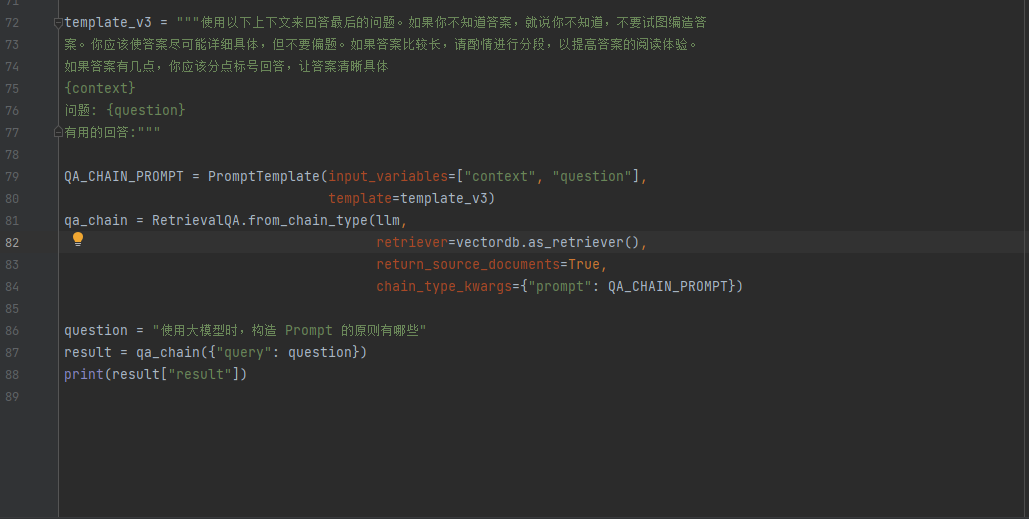 71
72 template_v3 = """使用以下上下文来回答最后的问题。如果你不知道答案，就说你不知道，不要试图编造答
73 案。你应该使答案尽可能详细具体，但不要偏题。如果答案比较长，请酌情进行分段，以提高答案的阅读体验。
74 如果答案有几点，你应该分点标号回答，让答案清晰具体
75 {context}
76 问题: {question}
77 有用的回答:"""
78
79 QA_CHAIN_PROMPT = PromptTemplate(input_variables=["context", "question"],
80 template=template_v3)
81 qa_chain = RetrievalQA.from_chain_type(llm,
82 retriever=vectordb.as_retriever(),
83 return_source_documents=True,
84 chain_type_kwargs={"prompt": QA_CHAIN_PROMPT})
85
86 question = "使用大模型时，构造 Prompt 的原则有哪些"
87 result = qa_chain({"query": question})
88 print(result["result"])
89